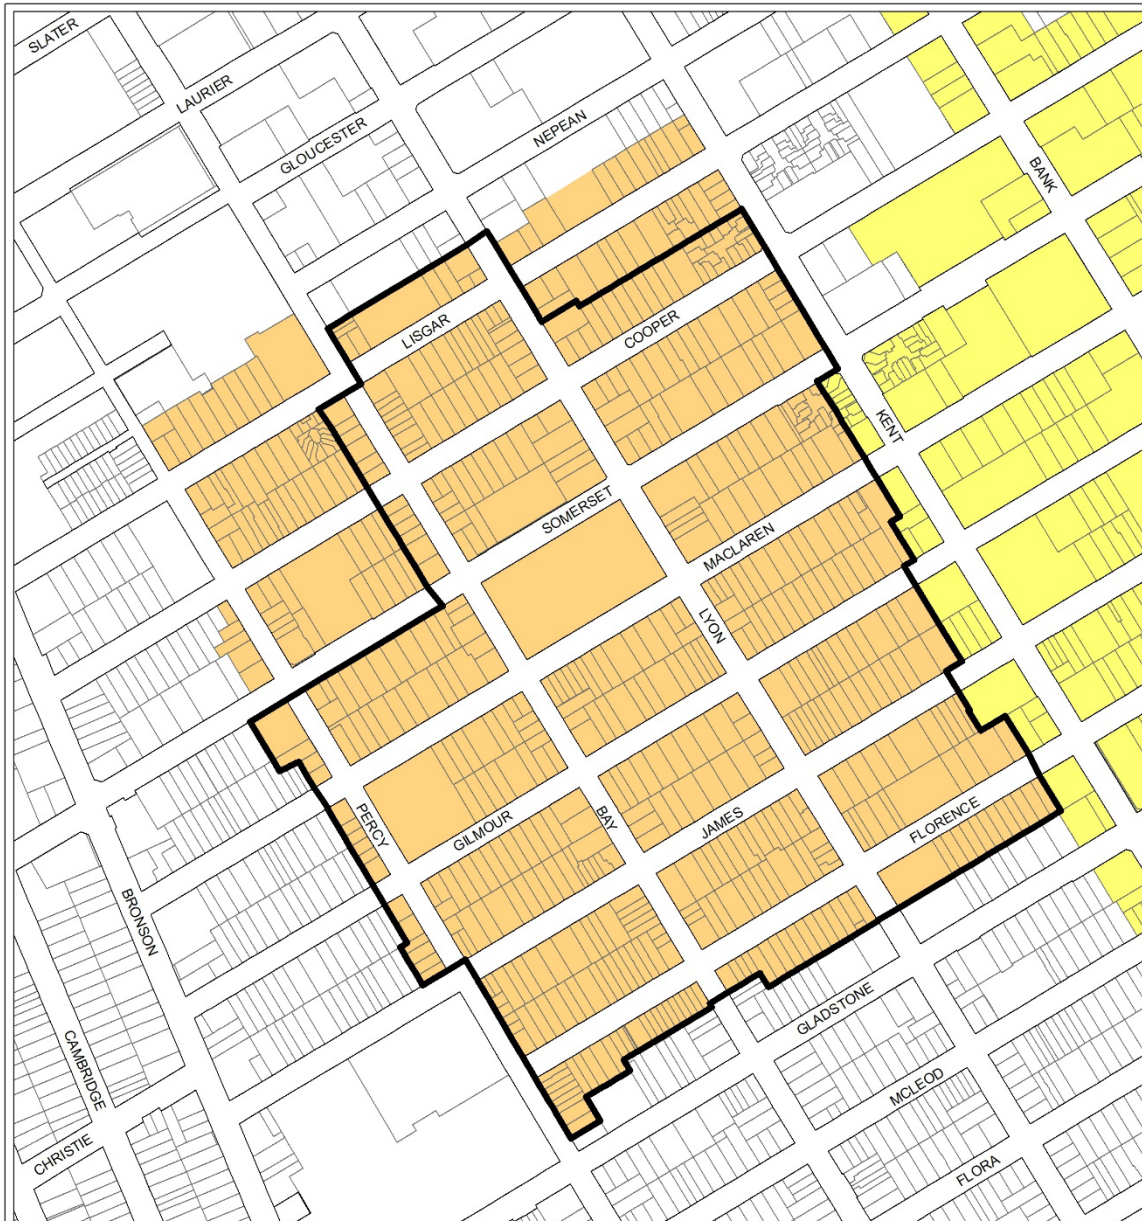 SLATER
LAURIER
GLOUCESTER
NEPEAN
BANK
LISGAR
COOPER
KENT
SOMERSET
MACLAREN
LYON
PERCY
GILMOUR
BAY
JAMES
FLORENCE
BRONSON
GLADSTONE
CAMBRIDGE
MCLEOD
CHRISTIE
FLORA